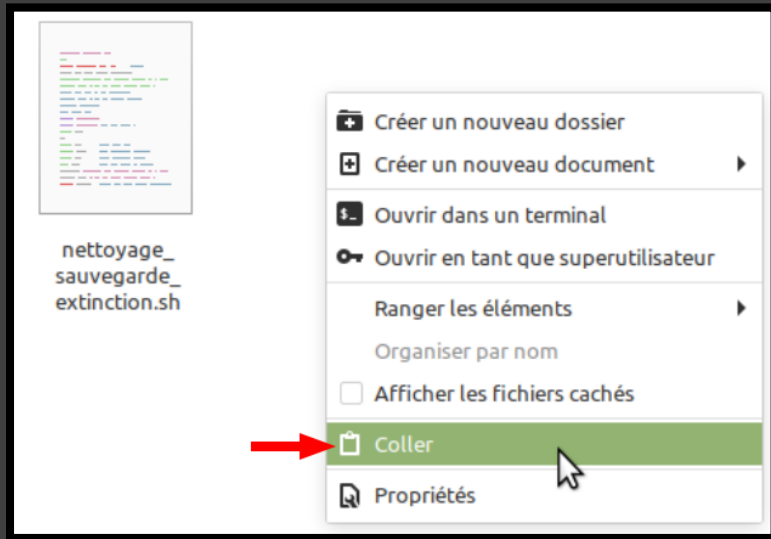 nettoyage_
sauvegarde_
extinction.sh
Créer un nouveau dossier
Créer un nouveau document
$_ Ouvrir dans un terminal
Ouvrir en tant que superutilisateur
Ranger les éléments
Organiser par nom
Afficher les fichiers cachés
Coller
Propriétés